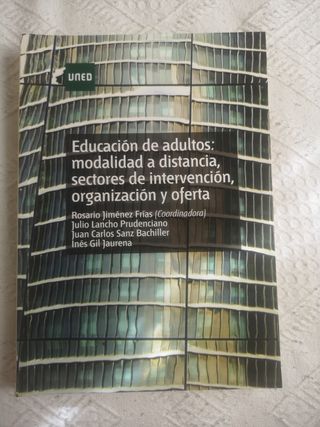 UNED
Educación de adultos:
modalidad a distancia,
sectores de intervención,
organización y oferta
Rosario Jiménez Frías (Coordinadora)
Julio Lancho Prudenciano
Juan Carlos Sanz Bachiller
Inés Gil Jaurena